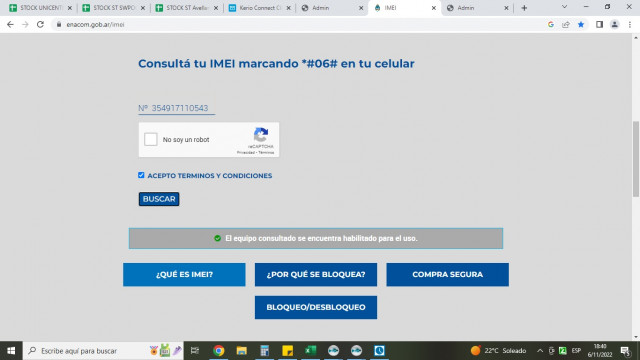 STOCK UNICENT
STOCK ST SWPO
STOCK ST Avella
Kerio Connect Cl
Admin
IMEI
Admin
enacom.gob.ar/imei
Consultá tu IMEI marcando *#06# en tu celular
Nº 354917110543
No soy un robot
reCAPTCHA
Privacidad - Términos
ACEPTO TERMINOS Y CONDICIONES
BUSCAR
El equipo consultado se encuentra habilitado para el uso.
¿QUÉ ES IMEI?
¿POR QUÉ SE BLOQUEA?
COMPRA SEGURA
BLOQUEO/DESBLOQUEO
Escribe aquí para buscar
22°C Soleado
ESP
18:40
6/11/2022